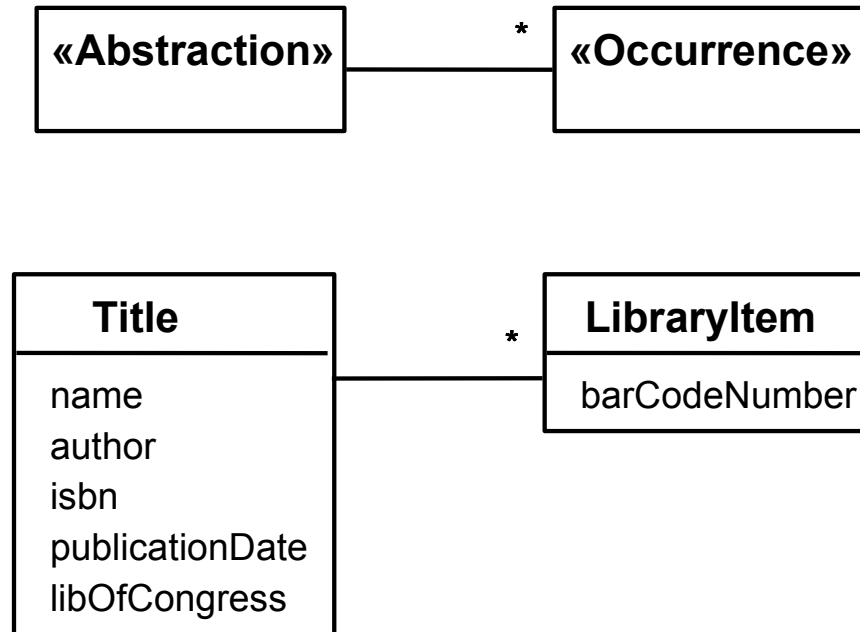 «Abstraction»
*
«Occurrence»
Title
*
LibraryItem
name
author
isbn
publicationDate
libOfCongress
barCodeNumber